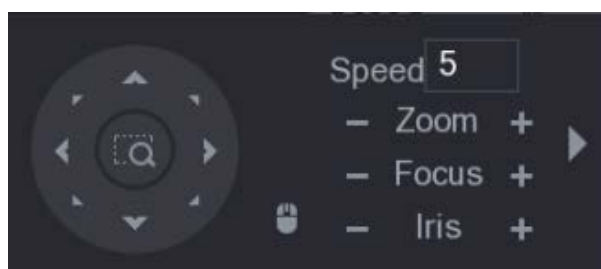 Speed 5
– Zoom +
– Focus +
– Iris +